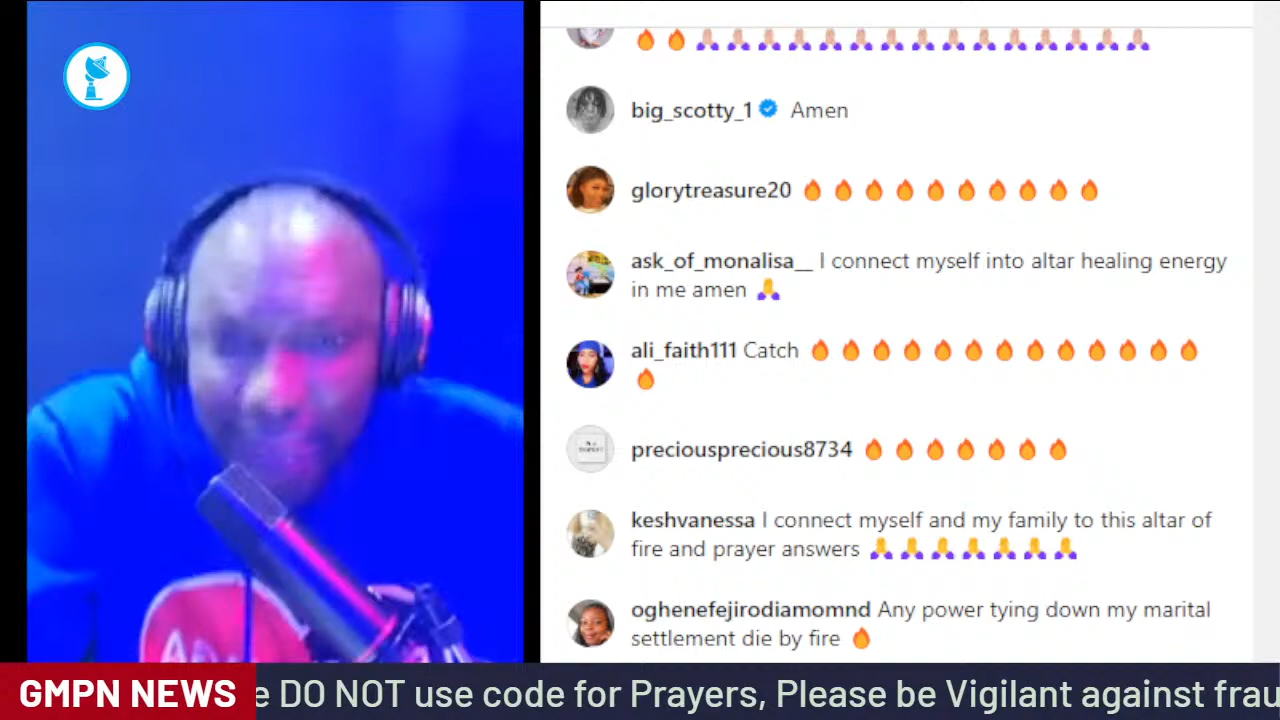 🔥 🔥 🙏🏼 🙏🏼 🙏🏼 🙏🏼 🙏🏼 🙏🏼 🙏🏼 🙏🏼 🙏🏼 🙏🏼 🙏🏼 🙏🏼 🙏🏼 🙏🏼 🙏🏼
big_scotty_1 Amen
glorytreasure20 🔥 🔥 🔥 🔥 🔥 🔥 🔥 🔥 🔥 🔥
ask_of_monalisa__ I connect myself into altar healing energy
in me amen 🙏
ali_faith111 Catch 🔥 🔥 🔥 🔥 🔥 🔥 🔥 🔥 🔥 🔥 🔥 🔥 🔥
🔥
preciousprecious8734 🔥 🔥 🔥 🔥 🔥 🔥 🔥
keshvanessa I connect myself and my family to this altar of
fire and prayer answers 🙏 🙏 🙏 🙏 🙏 🙏 🙏
oghenefejirodiamomnd Any power tying down my marital
settlement die by fire 🔥
GMPN NEWS e DO NOT use code for Prayers, Please be Vigilant against frau